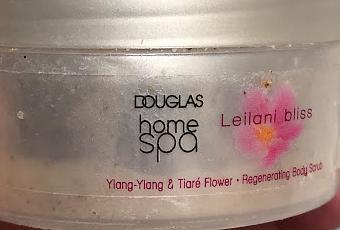 DOUGLAS
home
spa
Leilani bliss
Ylang-Ylang & Tiaré Flower • Regenerating Body Scrub